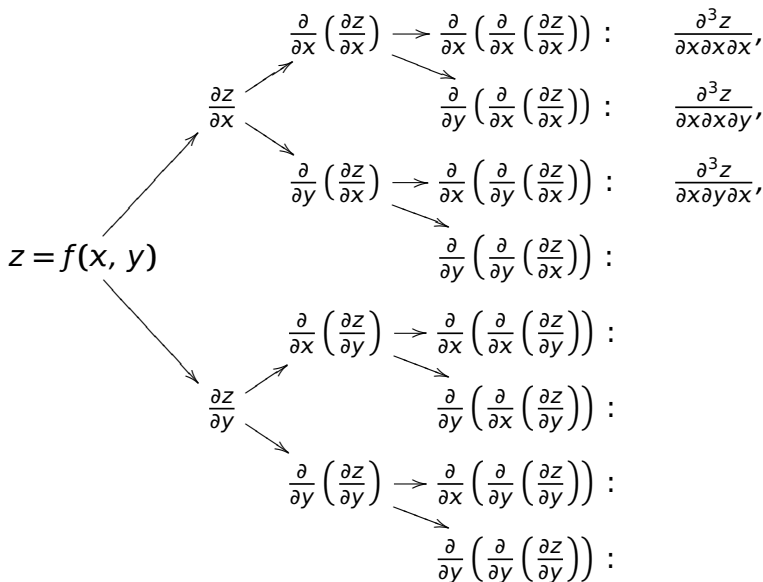 ∂/∂x (∂z/∂x) → ∂/∂x (∂/∂x (∂z/∂x)) : ∂³z/∂x∂x∂x,
∂z/∂x
∂/∂y (∂/∂x (∂z/∂x)) : ∂³z/∂x∂x∂y,
∂/∂y (∂z/∂x) → ∂/∂x (∂/∂y (∂z/∂x)) : ∂³z/∂x∂y∂x,
z = f(x, y)
∂/∂y (∂/∂y (∂z/∂x)) :
∂/∂x (∂z/∂y) → ∂/∂x (∂/∂x (∂z/∂y)) :
∂z/∂y
∂/∂y (∂/∂x (∂z/∂y)) :
∂/∂y (∂z/∂y) → ∂/∂x (∂/∂y (∂z/∂y)) :
∂/∂y (∂/∂y (∂z/∂y)) :